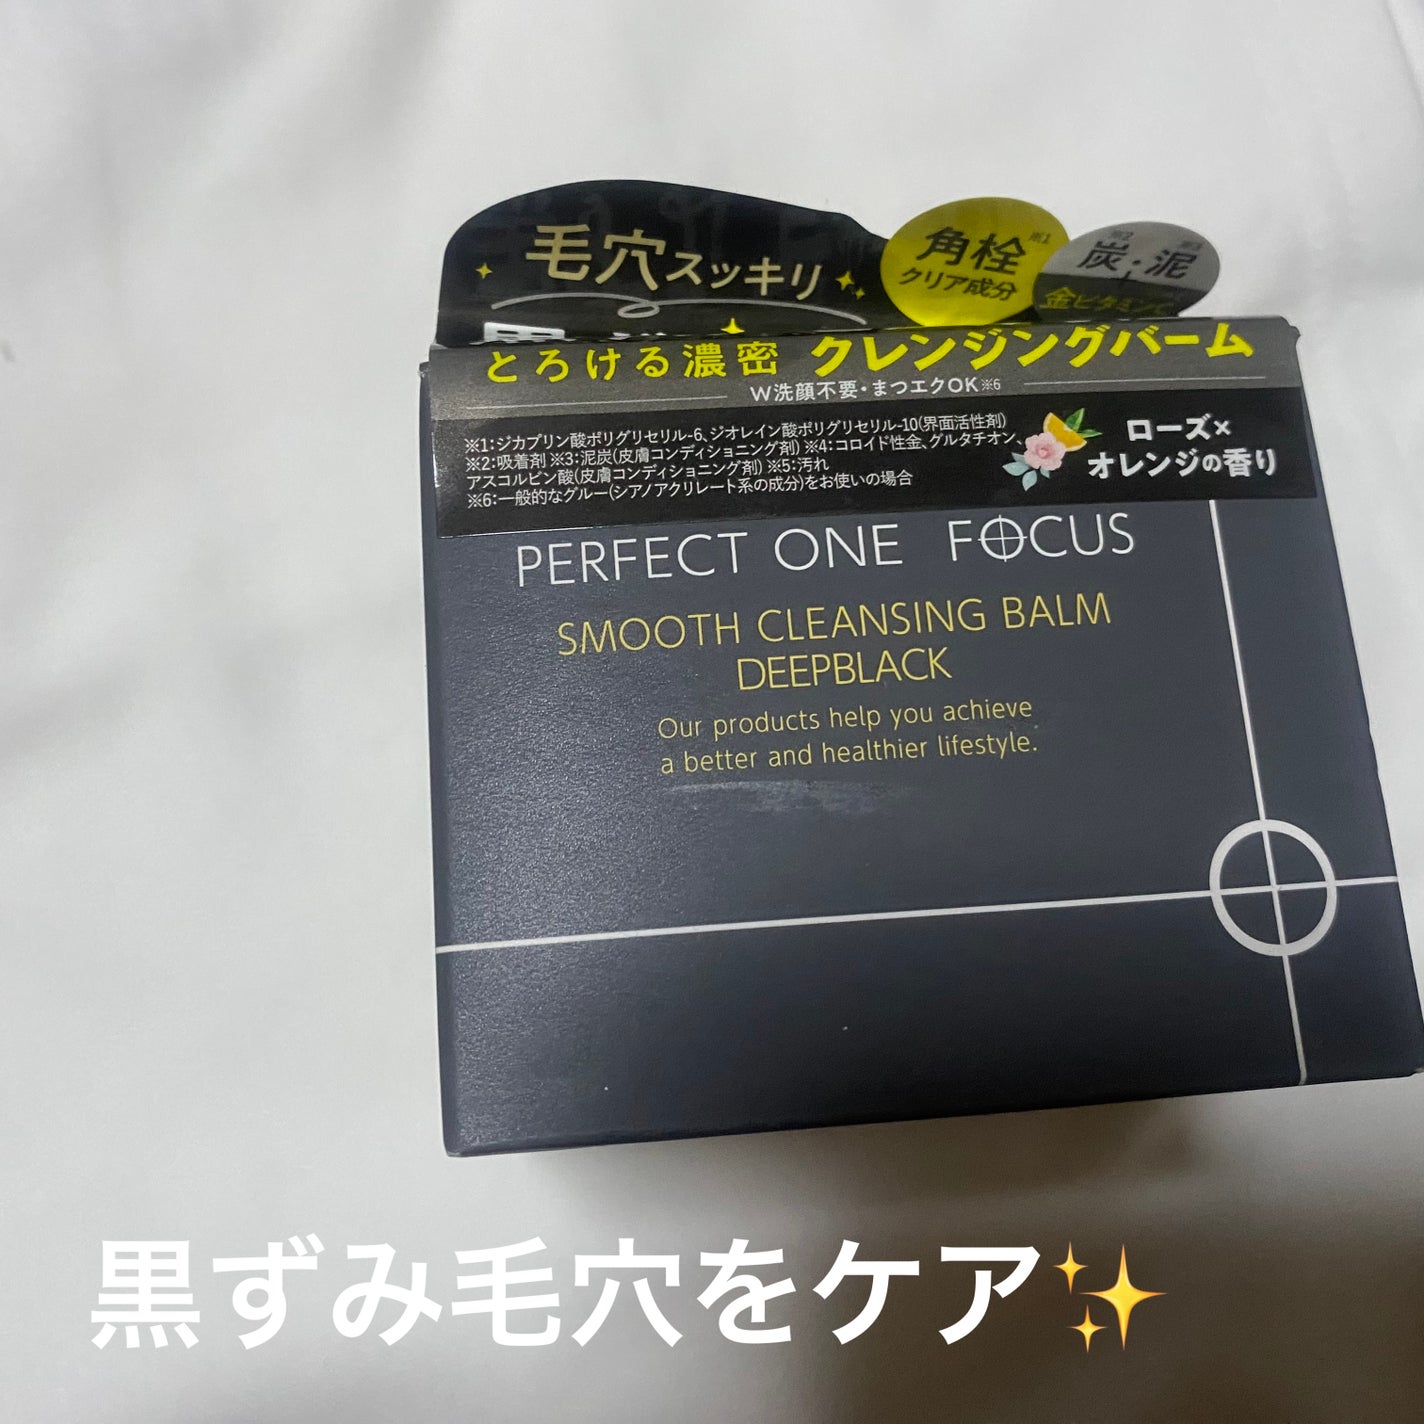 毛穴スッキリ
角栓※1
クリア成分
炭※2・泥※3
+
金ビタミンC
とろける濃密 クレンジングバーム
W洗顔不要・まつエクOK※6
※1:ジカプリン酸ポリグリセリル-6、ジオレイン酸ポリグリセリル-10(界面活性剤)
※2:吸着剤 ※3:泥炭(皮膚コンディショニング剤) ※4:コロイド性金、グルタチオン、
アスコルビン酸(皮膚コンディショニング剤) ※5:汚れ
※6:一般的なグルー(シアノアクリレート系の成分)をお使いの場合
ローズ×
オレンジの香り
PERFECT ONE FOCUS
SMOOTH CLEANSING BALM
DEEPBLACK
Our products help you achieve
a better and healthier lifestyle.
黒ずみ毛穴をケア✨